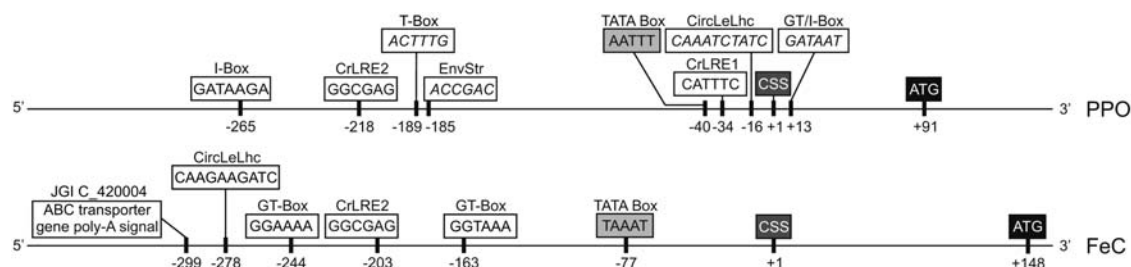 T-Box TATA Box CircLeLhc GT/I-Box
ACTTTG AATTT CAAATCTATC GATAAT
I-Box CrLRE2 EnvStr CrLRE1
GATAAGA GGCGAG ACCGAC CATTTC CSS ATG
5' 3' PPO
-265 -218 -189 -185 -40 -34 -16 +1 +13 +91
CircLeLhc
CAAGAAGATC
JGI C_420004
ABC transporter
gene poly-A signal
GT-Box CrLRE2 GT-Box TATA Box
GGAAAA GGCGAG GGTAAA TAAAT CSS ATG
5' 3' FeC
-299 -278 -244 -203 -163 -77 +1 +148